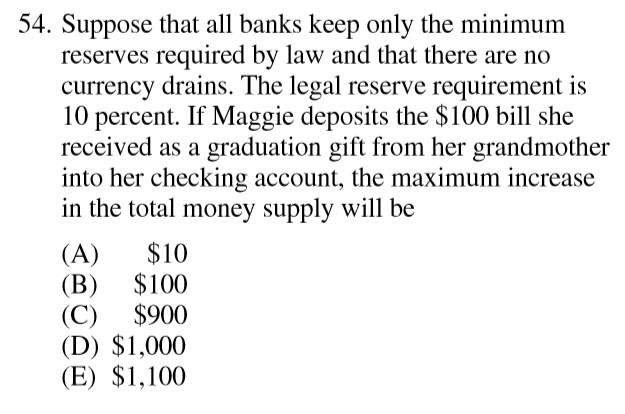 54. Suppose that all banks keep only the minimum
reserves required by law and that there are no
currency drains. The legal reserve requirement is
10 percent. If Maggie deposits the $100 bill she
received as a graduation gift from her grandmother
into her checking account, the maximum increase
in the total money supply will be
(A) $10
(B) $100
(C) $900
(D) $1,000
(E) $1,100